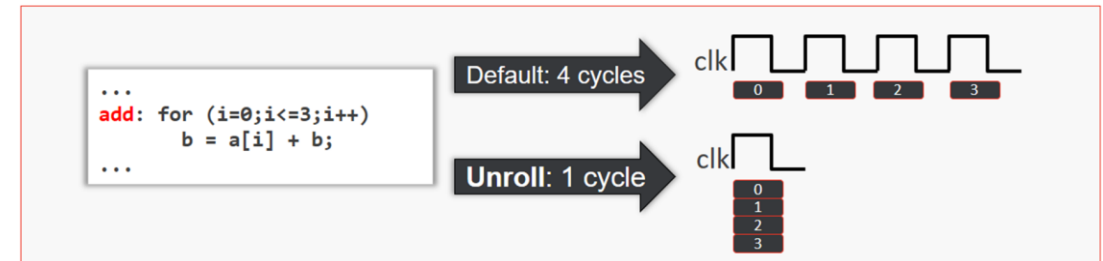 ...
add: for (i=0;i<=3;i++)
b = a[i] + b;
...
Default: 4 cycles
clk
0 1 2 3
Unroll: 1 cycle
clk
0
1
2
3